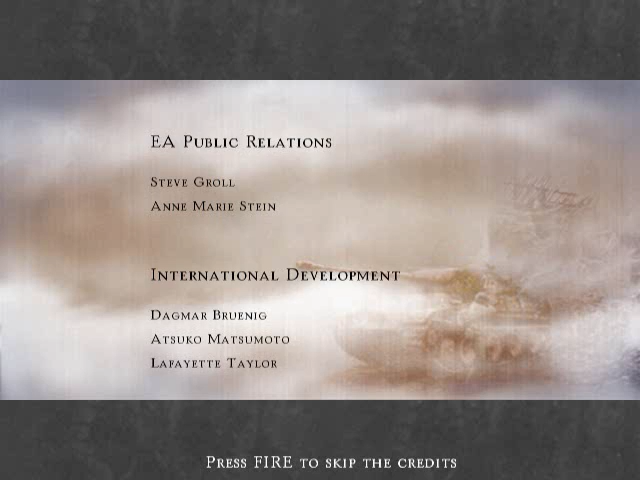 EA Public Relations
Steve Groll
Anne Marie Stein
International Development
Dagmar Bruenig
Atsuko Matsumoto
Lafayette Taylor
Press FIRE to skip the credits